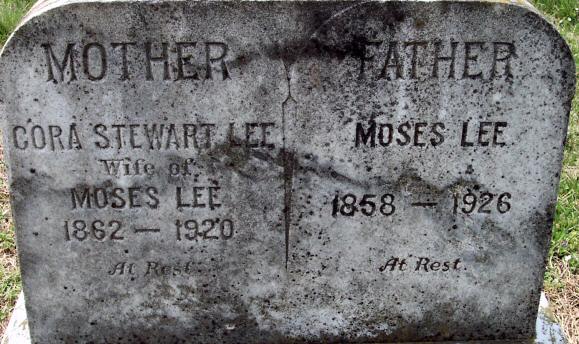 MOTHER
CORA STEWART LEE
Wife of
MOSES LEE
1862 — 1920
At Rest.
FATHER
MOSES LEE
1858 — 1926
At Rest.